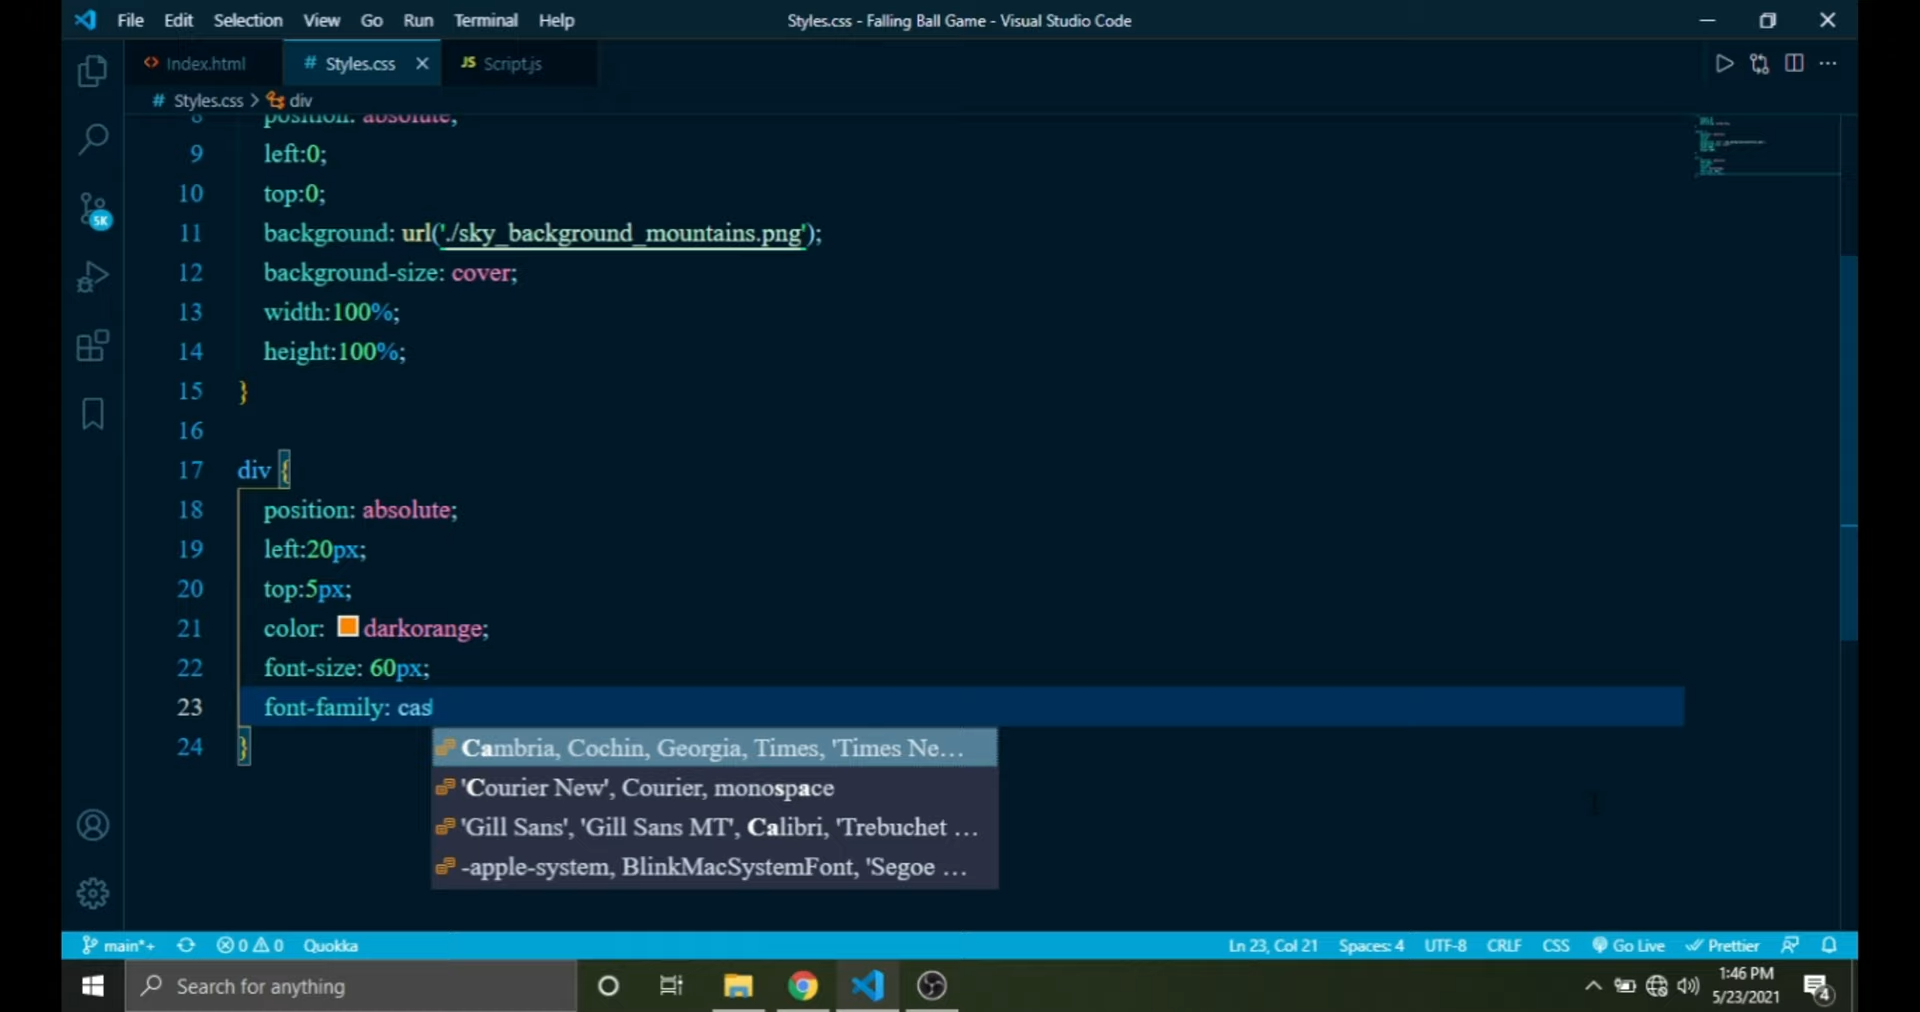 File Edit Selection View Go Run Terminal Help Styles.css - Falling Ball Game - Visual Studio Code
<> Index.html # Styles.css JS Script.js
# Styles.css > div
8 position: absolute;
9 left:0;
10 top:0;
11 background: url('./sky_background_mountains.png');
12 background-size: cover;
13 width:100%;
14 height:100%;
15 }
16
17 div {
18 position: absolute;
19 left:20px;
20 top:5px;
21 color: darkorange;
22 font-size: 60px;
23 font-family: cas
24 }
Cambria, Cochin, Georgia, Times, 'Times Ne...
'Courier New', Courier, monospace
'Gill Sans', 'Gill Sans MT', Calibri, 'Trebuchet ...
-apple-system, BlinkMacSystemFont, 'Segoe ...
5K
main*+ 0 0 Quokka Ln 23, Col 21 Spaces: 4 UTF-8 CRLF CSS Go Live Prettier
Search for anything
1:46 PM
5/23/2021
4